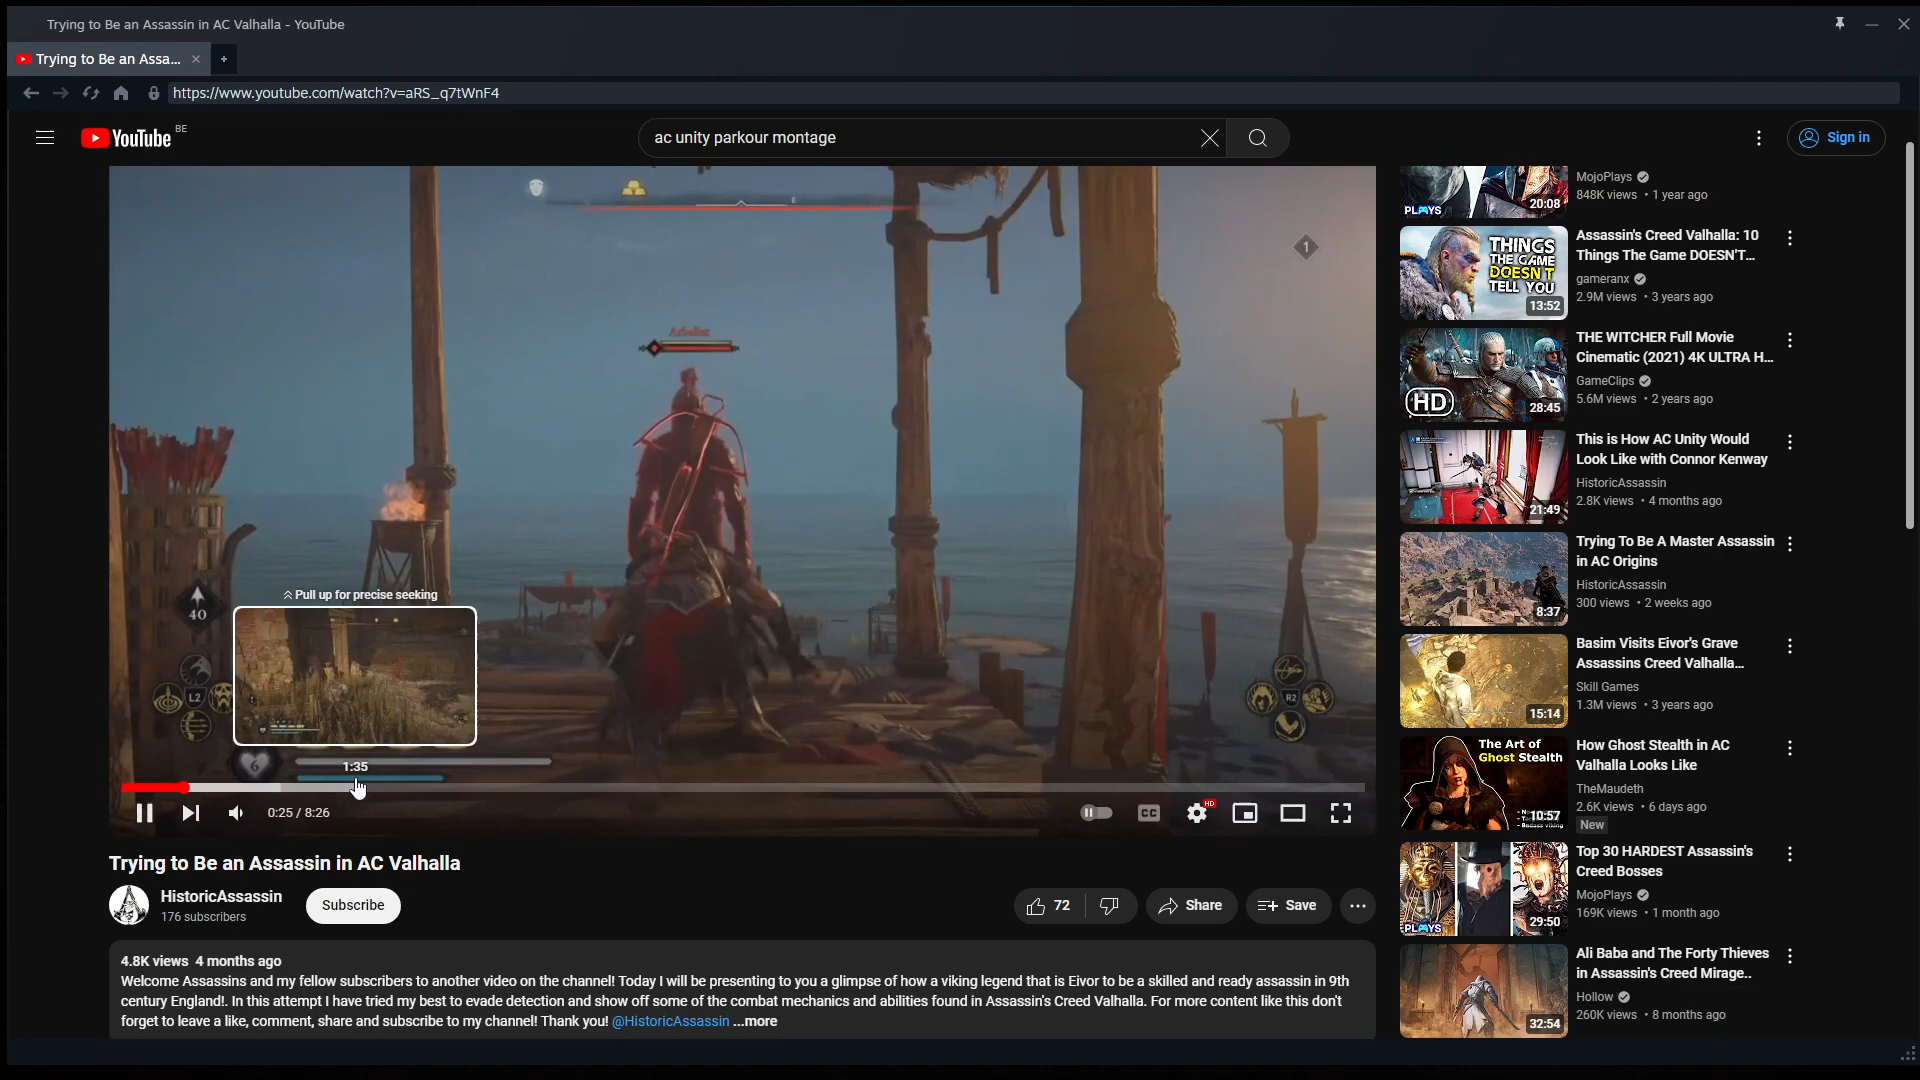 Trying to Be an Assassin in AC Valhalla - YouTube
Trying to Be an Assa...
https://www.youtube.com/watch?v=aRS_q7tWnF4
YouTube BE
ac unity parkour montage
Sign in
1
Arbalist
40
L2
R2
6
Pull up for precise seeking
1:35
0:25 / 8:26
CC
HD
Trying to Be an Assassin in AC Valhalla
HistoricAssassin
176 subscribers
Subscribe
72
Share
Save
4.8K views 4 months ago
Welcome Assassins and my fellow subscribers to another video on the channel! Today I will be presenting to you a glimpse of how a viking legend that is Eivor to be a skilled and ready assassin in 9th
century England!. In this attempt I have tried my best to evade detection and show off some of the combat mechanics and abilities found in Assassin's Creed Valhalla. For more content like this don't
forget to leave a like, comment, share and subscribe to my channel! Thank you! @HistoricAssassin ...more
PLAYS
20:08
MojoPlays
848K views • 1 year ago
THINGS
THE GAME
DOESN'T
TELL YOU
13:52
Assassin's Creed Valhalla: 10
Things The Game DOESN'T...
gameranx
2.9M views • 3 years ago
HD
28:45
THE WITCHER Full Movie
Cinematic (2021) 4K ULTRA H...
GameClips
5.6M views • 2 years ago
21:49
This is How AC Unity Would
Look Like with Connor Kenway
HistoricAssassin
2.8K views • 4 months ago
8:37
Trying To Be A Master Assassin
in AC Origins
HistoricAssassin
300 views • 2 weeks ago
15:14
Basim Visits Eivor's Grave
Assassins Creed Valhalla...
Skill Games
1.3M views • 3 years ago
The Art of
Ghost Stealth
10:57
How Ghost Stealth in AC
Valhalla Looks Like
TheMaudeth
2.6K views • 6 days ago
New
PLAYS
29:50
Top 30 HARDEST Assassin's
Creed Bosses
MojoPlays
169K views • 1 month ago
32:54
Ali Baba and The Forty Thieves
in Assassin's Creed Mirage..
Hollow
260K views • 8 months ago